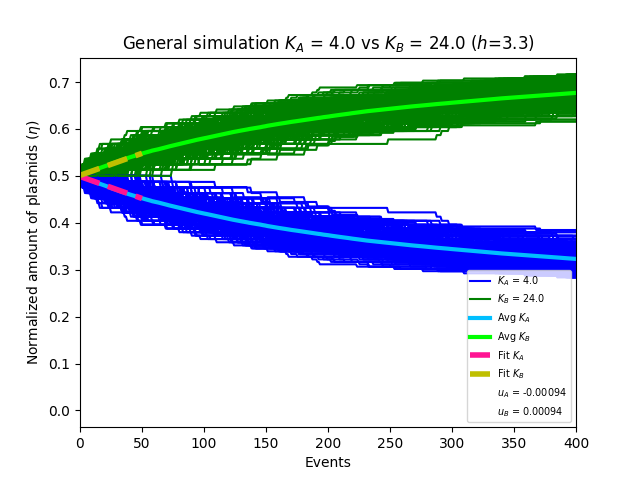 General simulation K_A = 4.0 vs K_B = 24.0 (h=3.3)
Normalized amount of plasmids (η)
0.7
0.6
0.5
0.4
0.3
0.2
0.1
0.0
K_A = 4.0
K_B = 24.0
Avg K_A
Avg K_B
Fit K_A
Fit K_B
u_A = -0.00094
u_B = 0.00094
0 50 100 150 200 250 300 350 400
Events